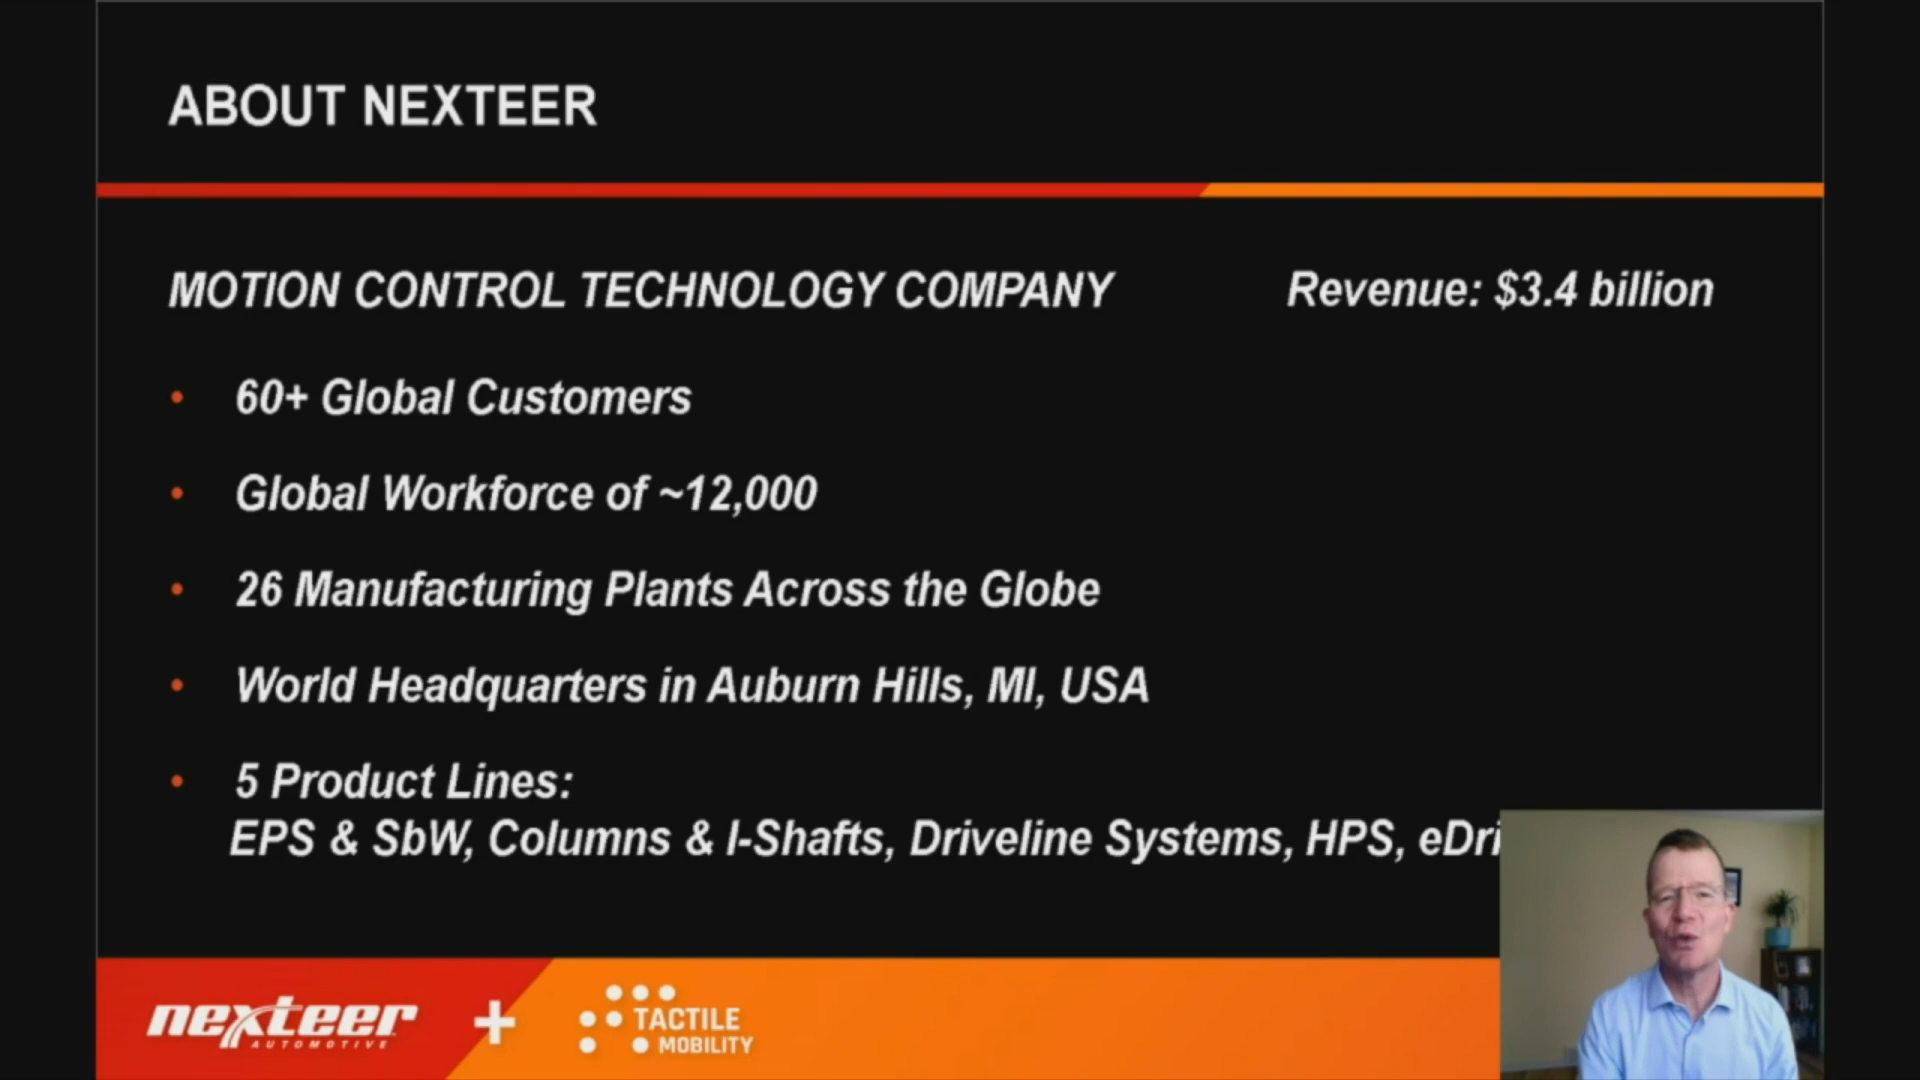 ABOUT NEXTEER
MOTION CONTROL TECHNOLOGY COMPANY
Revenue: $3.4 billion
• 60+ Global Customers
• Global Workforce of ~12,000
• 26 Manufacturing Plants Across the Globe
• World Headquarters in Auburn Hills, MI, USA
• 5 Product Lines:
EPS & SbW, Columns & I-Shafts, Driveline Systems, HPS, eDri
nexteer
AUTOMOTIVE
+
TACTILE
MOBILITY